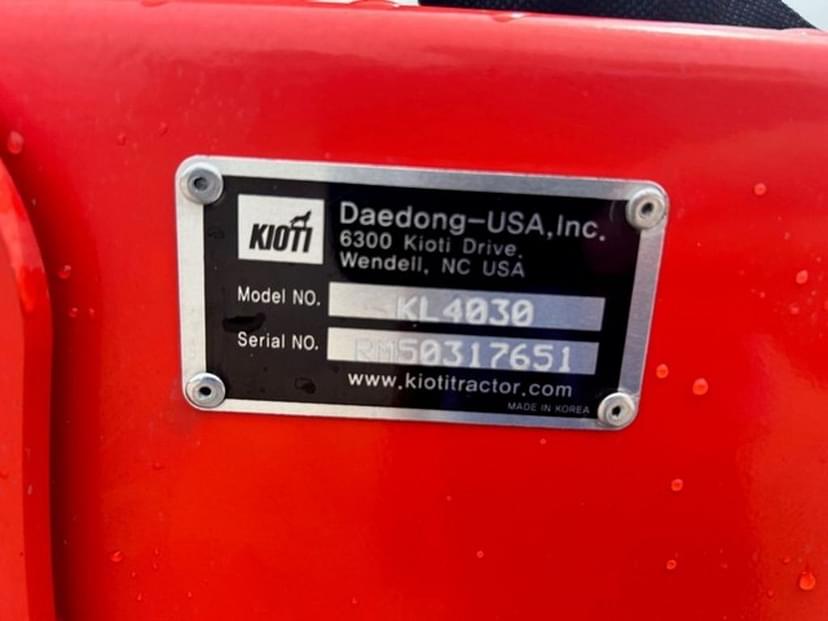 KIOTI
Daedong-USA,Inc.
6300 Kioti Drive.
Wendell, NC USA
Model NO. KL4030
Serial NO. RM50317651
www.kiotitractor.com
MADE IN KOREA